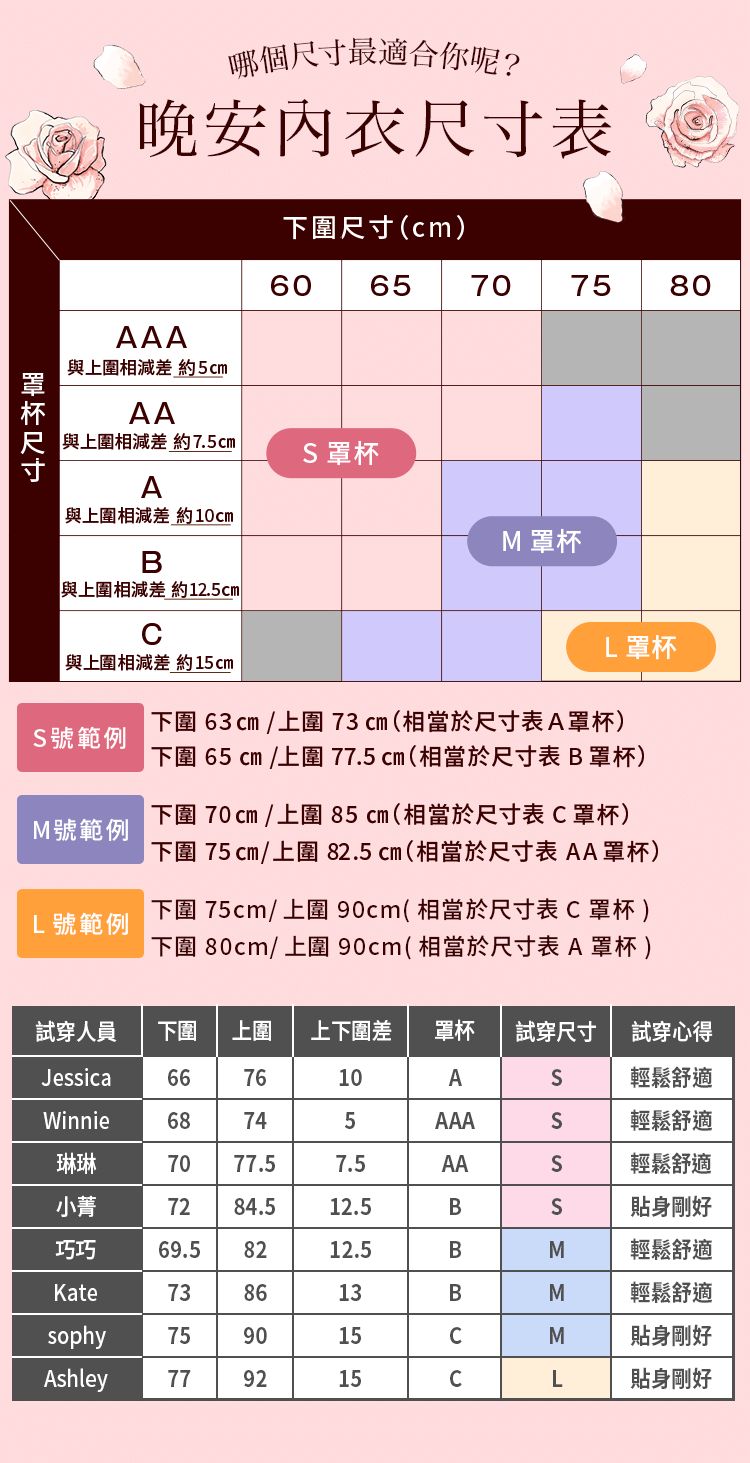 哪個尺寸最適合你呢?
晚安內衣尺寸表
下圍尺寸(cm)
罩杯尺寸
60 65 70 75 80
AAA
與上圍相減差 約5㎝
AA
與上圍相減差 約7.5㎝
A
與上圍相減差 約10㎝
B
與上圍相減差 約12.5㎝
C
與上圍相減差 約15㎝
S 罩杯
M 罩杯
L 罩杯
S號範例
下圍 63㎝ /上圍 73 ㎝(相當於尺寸表A罩杯)
下圍 65 ㎝ /上圍 77.5 ㎝(相當於尺寸表 B 罩杯)
M號範例
下圍 70㎝ /上圍 85 ㎝(相當於尺寸表 C 罩杯)
下圍 75㎝/上圍 82.5 ㎝(相當於尺寸表 AA罩杯)
L 號範例
下圍 75cm/ 上圍 90cm( 相當於尺寸表 C 罩杯 )
下圍 80cm/ 上圍 90cm( 相當於尺寸表 A 罩杯 )
試穿人員 下圍 上圍 上下圍差 罩杯 試穿尺寸 試穿心得
Jessica 66 76 10 A S 輕鬆舒適
Winnie 68 74 5 AAA S 輕鬆舒適
琳琳 70 77.5 7.5 AA S 輕鬆舒適
小菁 72 84.5 12.5 B S 貼身剛好
巧巧 69.5 82 12.5 B M 輕鬆舒適
Kate 73 86 13 B M 輕鬆舒適
sophy 75 90 15 C M 貼身剛好
Ashley 77 92 15 C L 貼身剛好